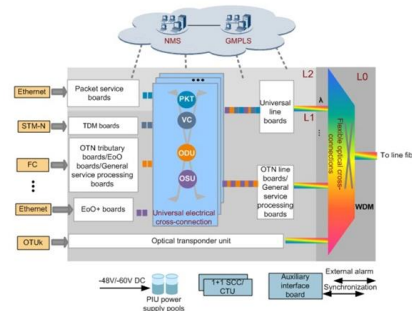 NMS
GMPLS
L2
L0
Ethernet
Packet service
boards
PKT
Universal
line
boards
λ
L1
STM-N
TDM boards
VC
FC
OTN tributary
boards/EoO
boards/General
service processing
boards
ODU
Flexible optical cross-
connections
To line fib
OSU
OTN line
boards/
General
service
processing
boards
Ethernet
EoO+ boards
Universal electrical
cross-connection
WDM
OTUk
Optical transponder unit
-48V/-60V DC
PIU power
supply pools
1+1 SCC/
CTU
Auxiliary
interface
board
External alarm
Synchronization